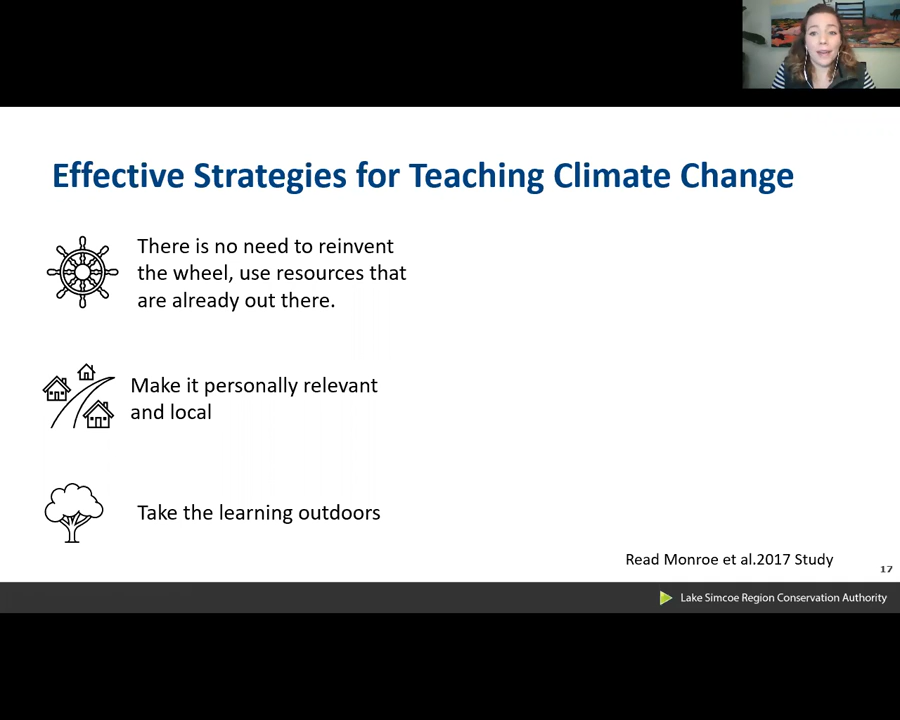 Effective Strategies for Teaching Climate Change
There is no need to reinvent
the wheel, use resources that
are already out there.
Make it personally relevant
and local
Take the learning outdoors
Read Monroe et al.2017 Study
17
Lake Simcoe Region Conservation Authority